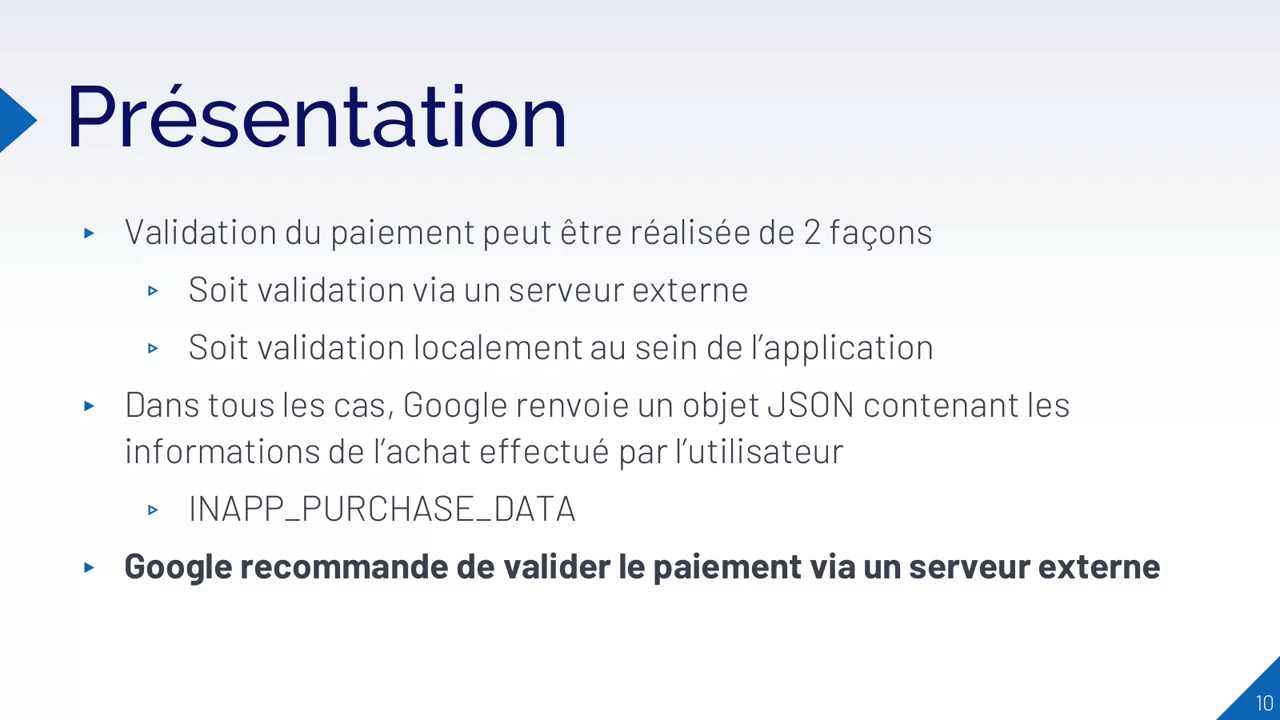 Présentation
Validation du paiement peut être réalisée de 2 façons
Soit validation via un serveur externe
Soit validation localement au sein de l’application
Dans tous les cas, Google renvoie un objet JSON contenant les
informations de l’achat effectué par l’utilisateur
INAPP_PURCHASE_DATA
Google recommande de valider le paiement via un serveur externe
10